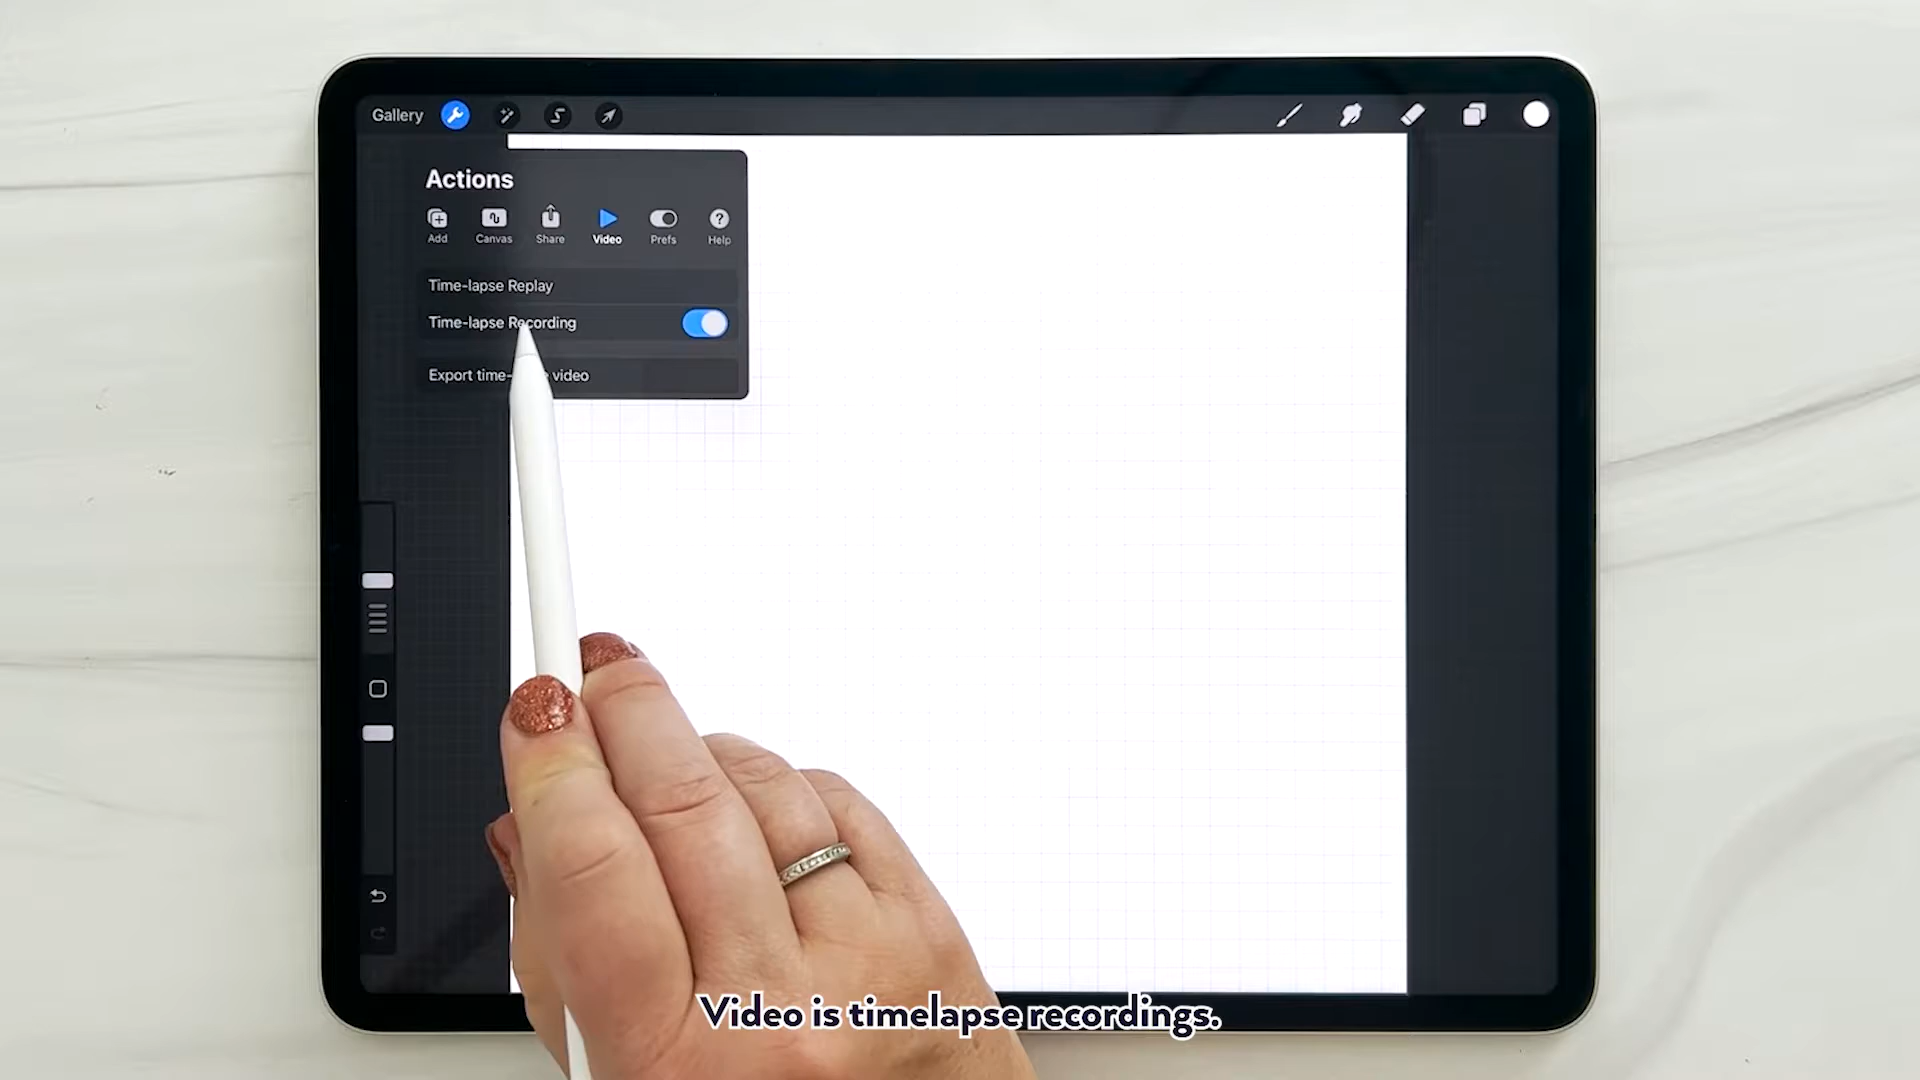 Gallery
Actions
Add Canvas Share Video Prefs Help
Time-lapse Replay
Time-lapse Recording
Export time- video
Video is timelapse recordings.